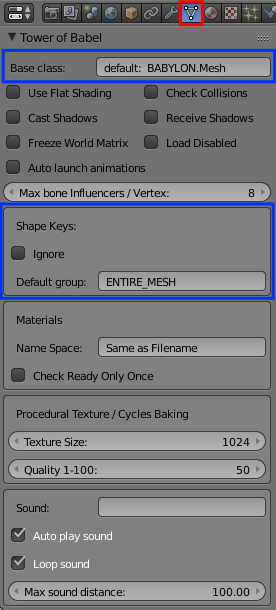 Tower of Babel
Base class: default: BABYLON.Mesh
Use Flat Shading Check Collisions
Cast Shadows Receive Shadows
Freeze World Matrix Load Disabled
Auto launch animations
Max bone Influencers / Vertex: 8
Shape Keys:
Ignore
Default group: ENTIRE_MESH
Materials
Name Space: Same as Filename
Check Ready Only Once
Procedural Texture / Cycles Baking
Texture Size: 1024
Quality 1-100: 50
Sound:
Auto play sound
Loop sound
Max sound distance: 100.00